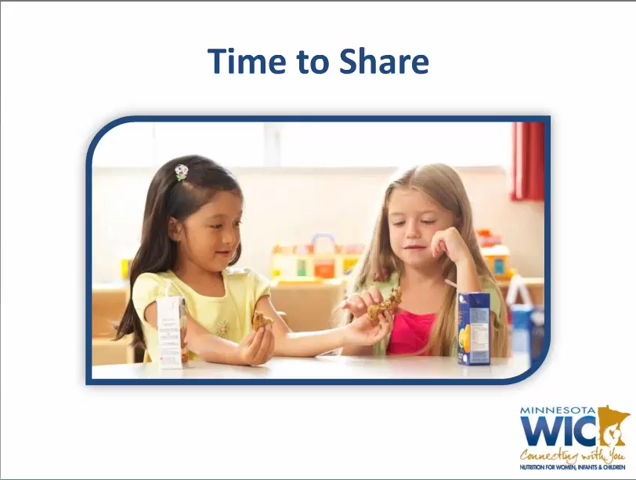 Time to Share
MINNESOTA
WIC
Connecting with You
NUTRITION FOR WOMEN, INFANTS & CHILDREN